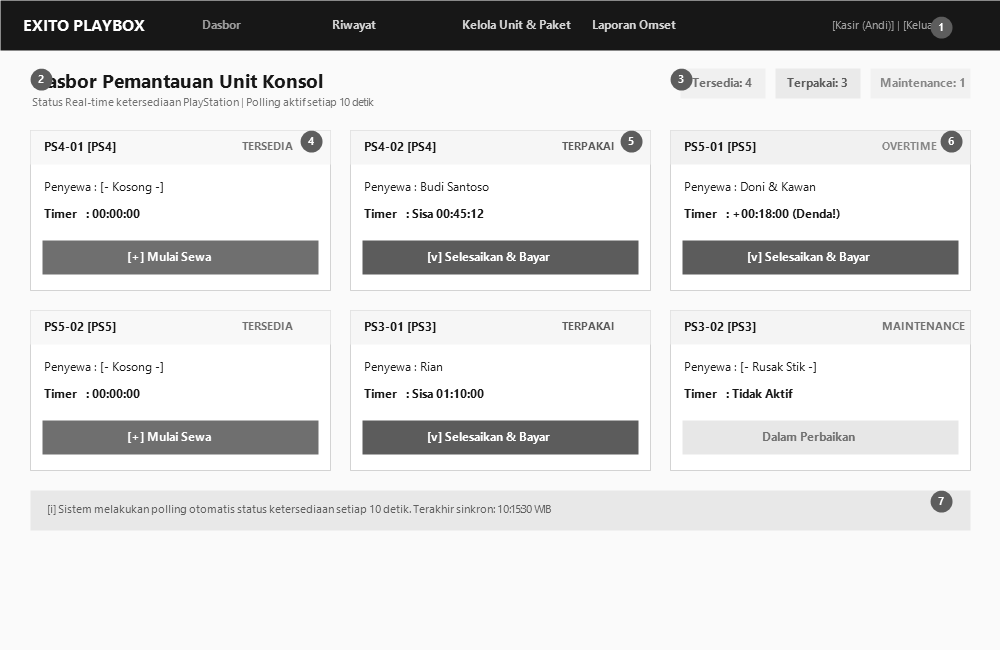 EXITO PLAYBOX Dasbor Riwayat Kelola Unit & Paket Laporan Omset [Kasir (Andi)] | [Kelua 1
2 asbor Pemantauan Unit Konsol 3 Tersedia: 4 Terpakai: 3 Maintenance: 1
Status Real-time ketersediaan PlayStation | Polling aktif setiap 10 detik
PS4-01 [PS4] TERSEDIA 4
Penyewa : [- Kosong -]
Timer : 00:00:00
[+] Mulai Sewa
PS4-02 [PS4] TERPAKAI 5
Penyewa : Budi Santoso
Timer : Sisa 00:45:12
[v] Selesaikan & Bayar
PS5-01 [PS5] OVERTIME 6
Penyewa : Doni & Kawan
Timer : +00:18:00 (Denda!)
[v] Selesaikan & Bayar
PS5-02 [PS5] TERSEDIA
Penyewa : [- Kosong -]
Timer : 00:00:00
[+] Mulai Sewa
PS3-01 [PS3] TERPAKAI
Penyewa : Rian
Timer : Sisa 01:10:00
[v] Selesaikan & Bayar
PS3-02 [PS3] MAINTENANCE
Penyewa : [- Rusak Stik -]
Timer : Tidak Aktif
Dalam Perbaikan
[i] Sistem melakukan polling otomatis status ketersediaan setiap 10 detik. Terakhir sinkron: 10:15:30 WIB 7